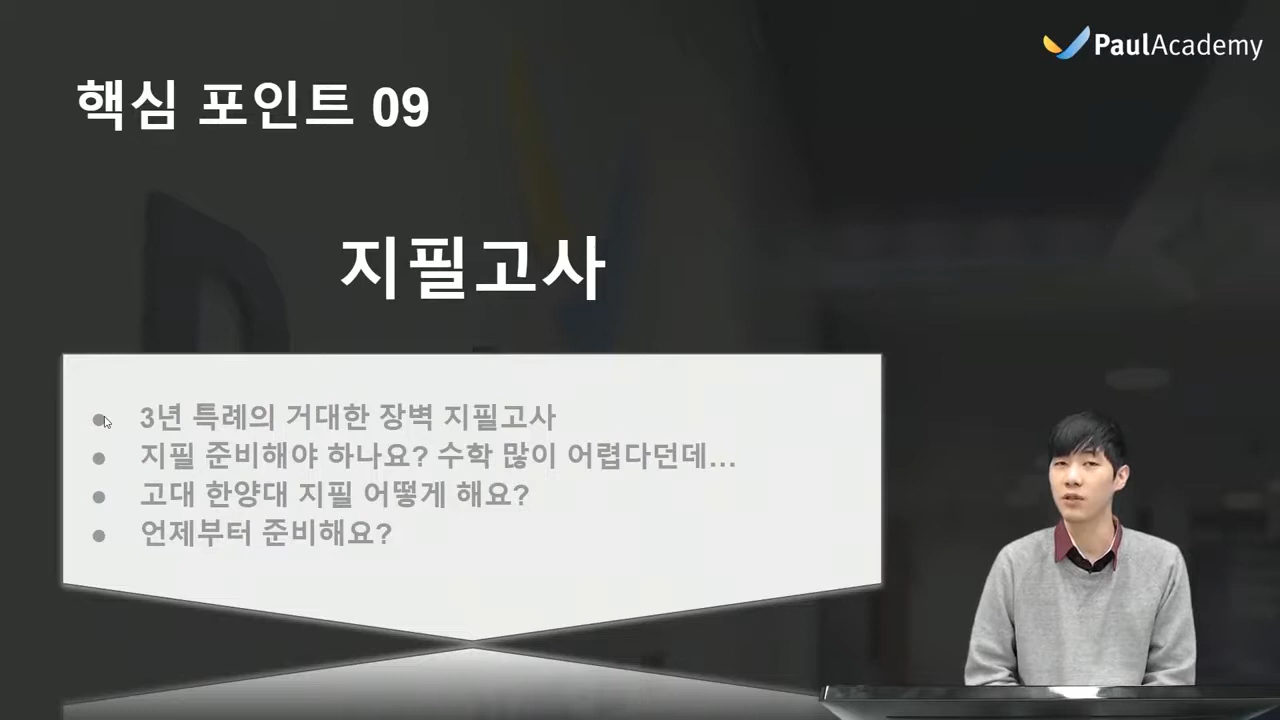 PaulAcademy
핵심 포인트 09
지필고사
3년 특례의 거대한 장벽 지필고사
지필 준비해야 하나요? 수학 많이 어렵다던데...
고대 한양대 지필 어떻게 해요?
언제부터 준비해요?